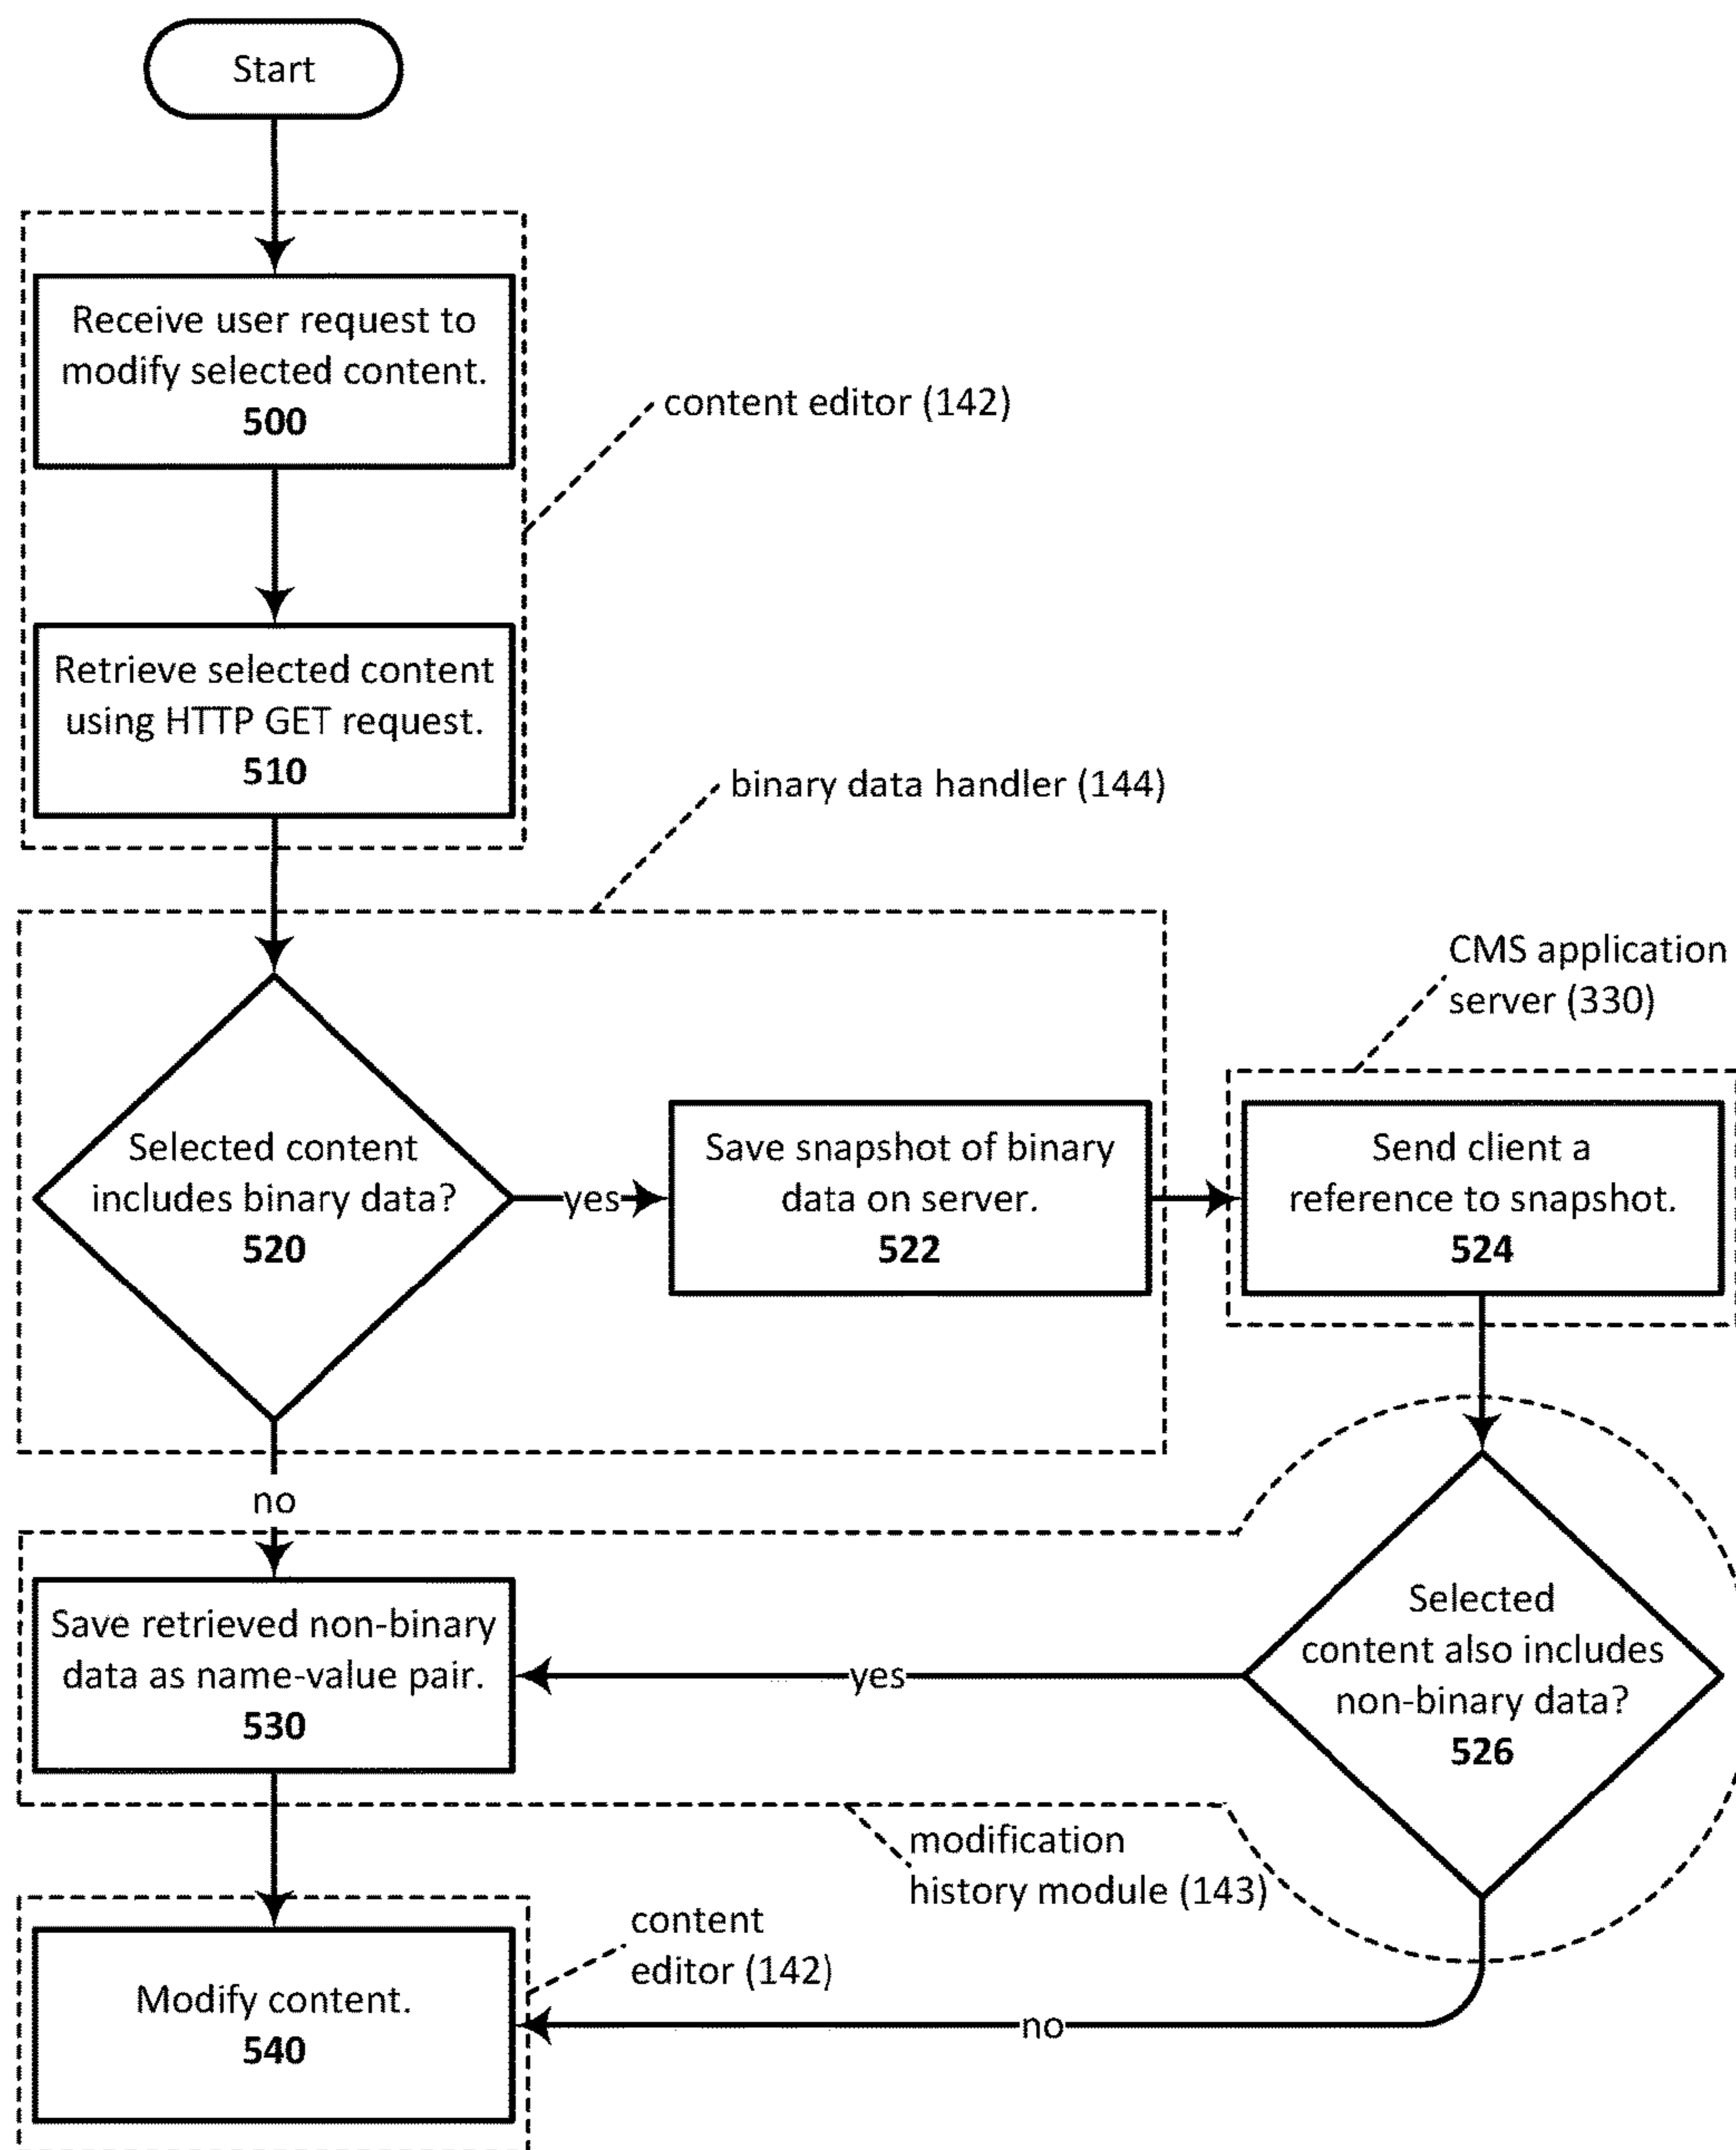 Start
Receive user request to
modify selected content.
500
content editor (142)
Retrieve selected content
using HTTP GET request.
510
binary data handler (144)
CMS application
server (330)
Selected content
includes binary data?
520
yes
Save snapshot of binary
data on server.
522
Send client a
reference to snapshot.
524
no
Save retrieved non-binary
data as name-value pair.
530
yes
Selected
content also includes
non-binary data?
526
modification
history module (143)
content
editor (142)
Modify content.
540
no